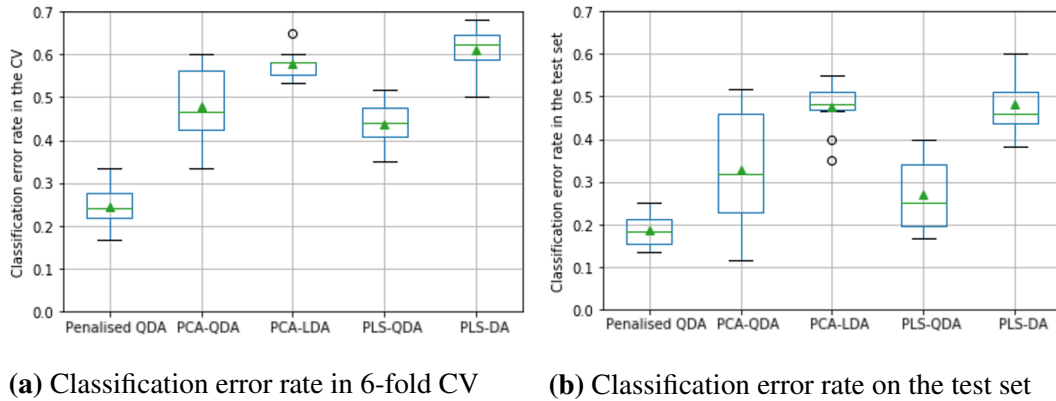 Classification error rate in the CV
0.7
0.6
0.5
0.4
0.3
0.2
0.1
0.0
Penalised QDA PCA-QDA PCA-LDA PLS-QDA PLS-DA
(a) Classification error rate in 6-fold CV
Classification error rate in the test set
0.7
0.6
0.5
0.4
0.3
0.2
0.1
0.0
Penalised QDA PCA-QDA PCA-LDA PLS-QDA PLS-DA
(b) Classification error rate on the test set